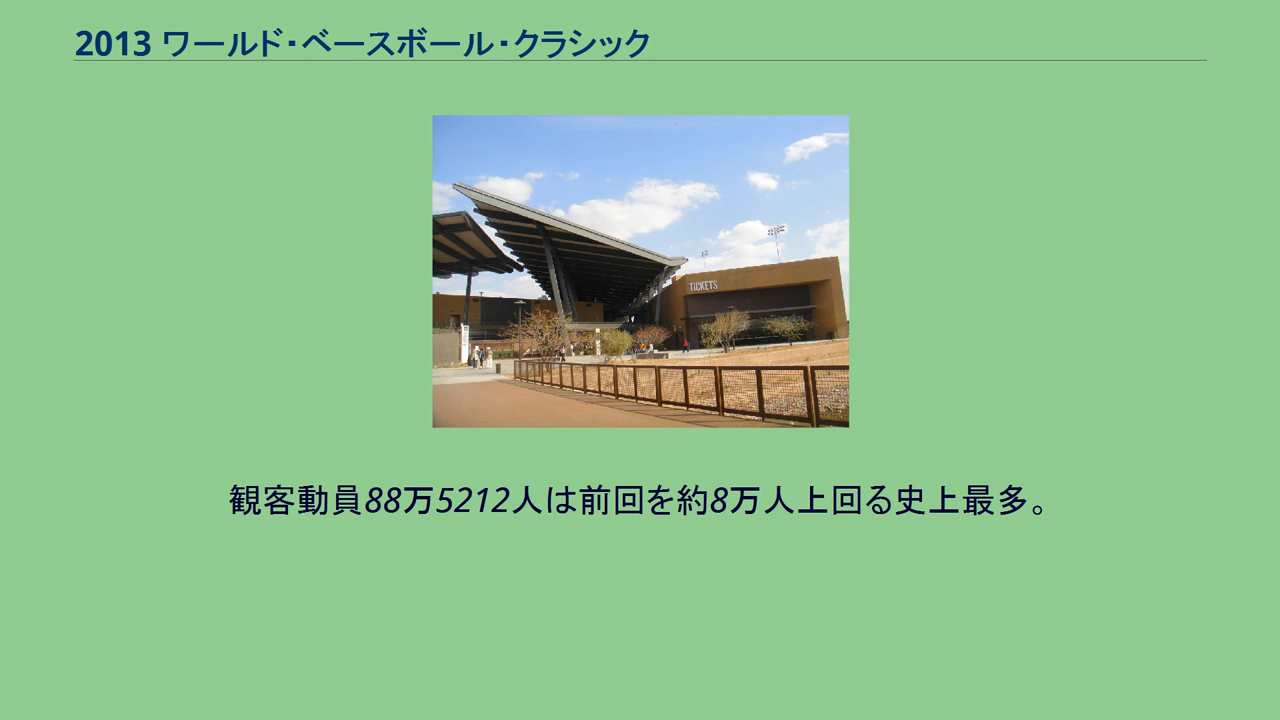 2013 ワールド・ベースボール・クラシック
TICKETS
観客動員88万5212人は前回を約8万人上回る史上最多。